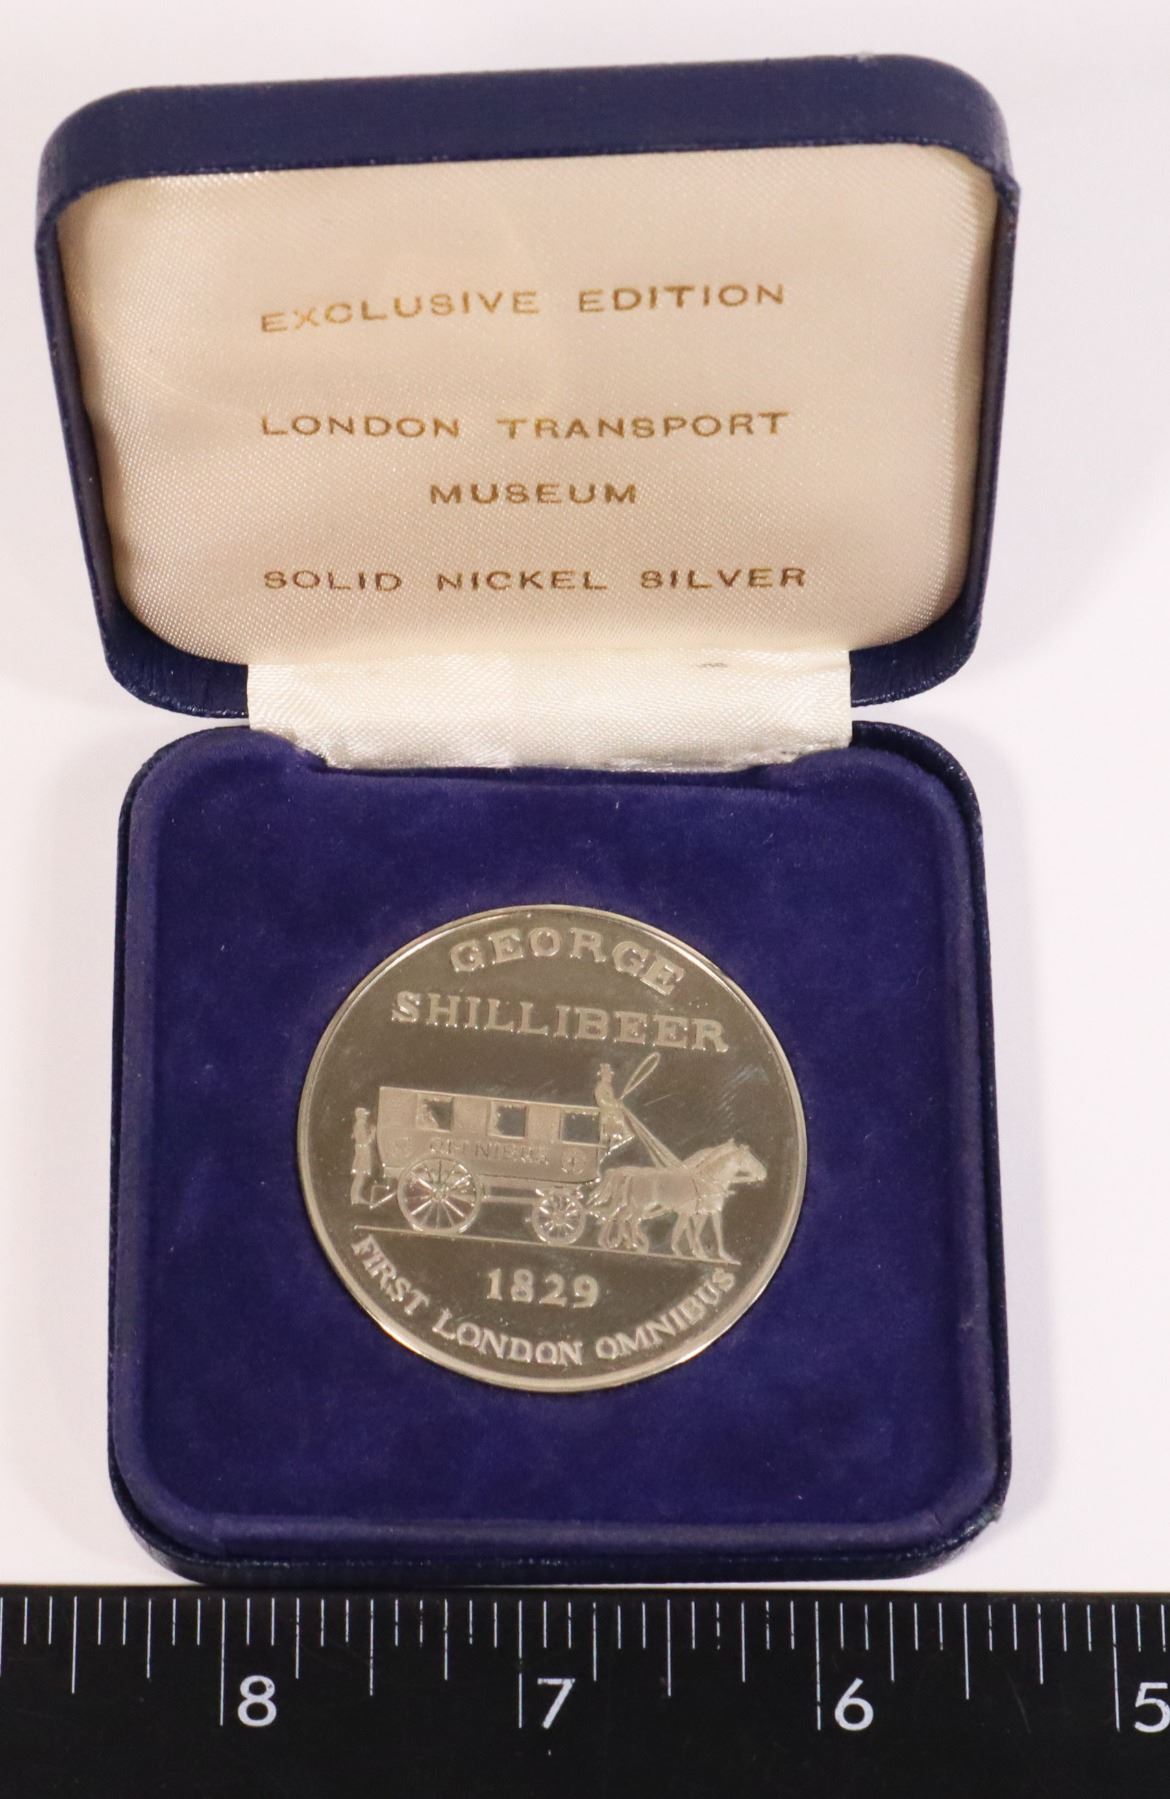 EXCLUSIVE EDITION
LONDON TRANSPORT
MUSEUM
SOLID NICKEL SILVER
GEORGE
SHILLIBEER
1829
FIRST LONDON OMNIBUS
8 7 6 5